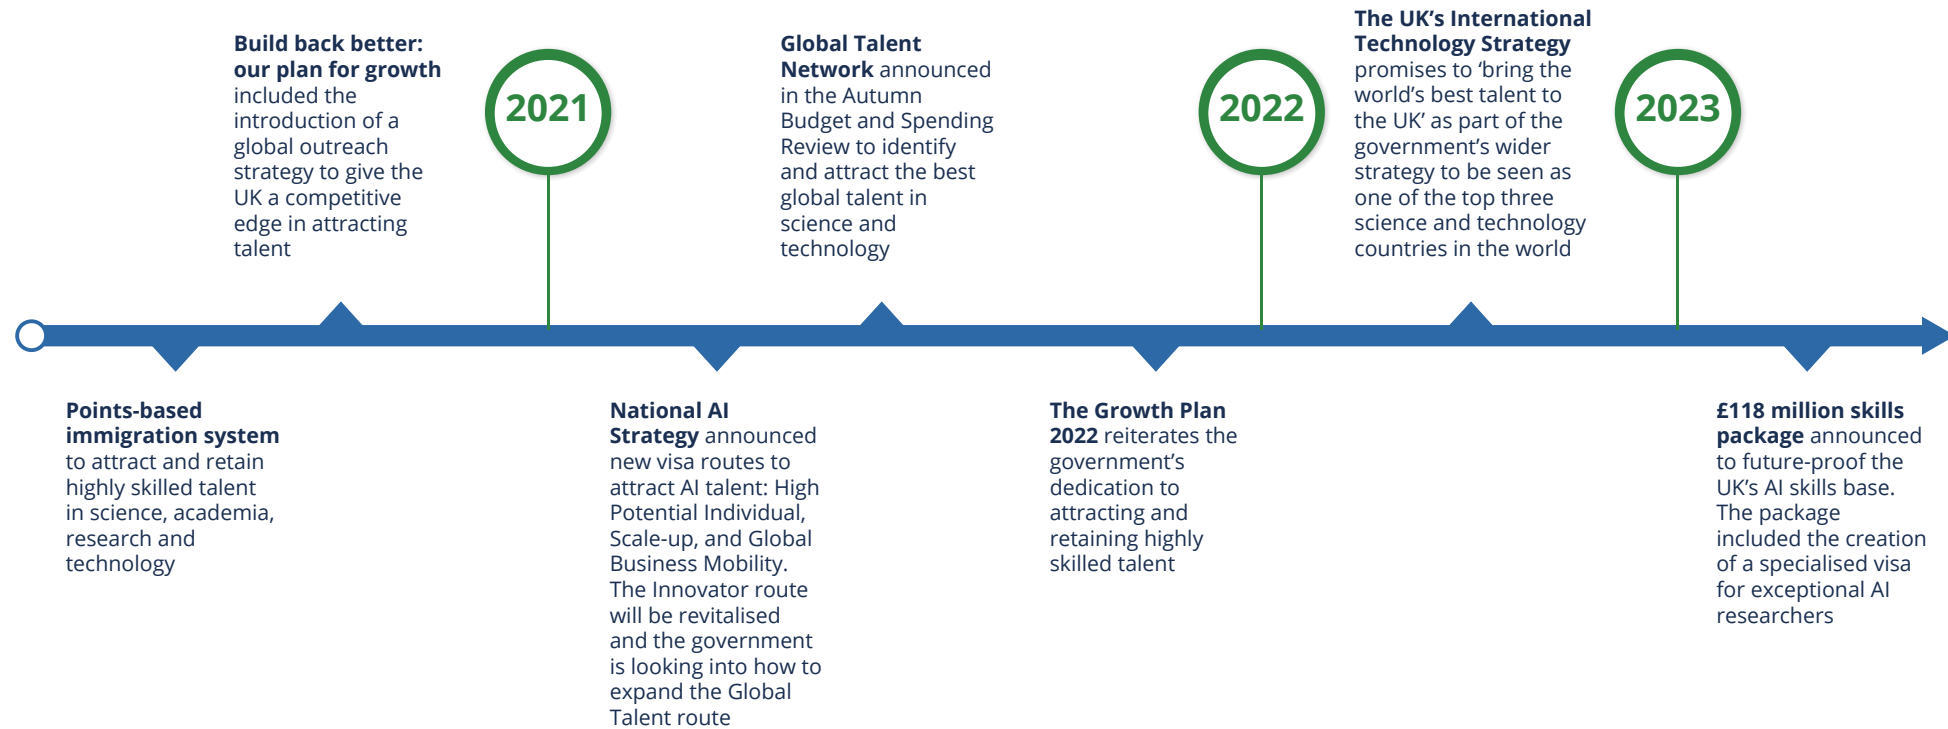 Build back better:
our plan for growth
included the
introduction of a
global outreach
strategy to give the
UK a competitive
edge in attracting
talent
2021
Global Talent
Network announced
in the Autumn
Budget and Spending
Review to identify
and attract the best
global talent in
science and
technology
2022
The UK’s International
Technology Strategy
promises to ‘bring the
world’s best talent to
the UK’ as part of the
government’s wider
strategy to be seen as
one of the top three
science and technology
countries in the world
2023
Points-based
immigration system
to attract and retain
highly skilled talent
in science, academia,
research and
technology
National AI
Strategy announced
new visa routes to
attract AI talent: High
Potential Individual,
Scale-up, and Global
Business Mobility.
The Innovator route
will be revitalised
and the government
is looking into how to
expand the Global
Talent route
The Growth Plan
2022 reiterates the
government’s
dedication to
attracting and
retaining highly
skilled talent
£118 million skills
package announced
to future-proof the
UK’s AI skills base.
The package
included the creation
of a specialised visa
for exceptional AI
researchers